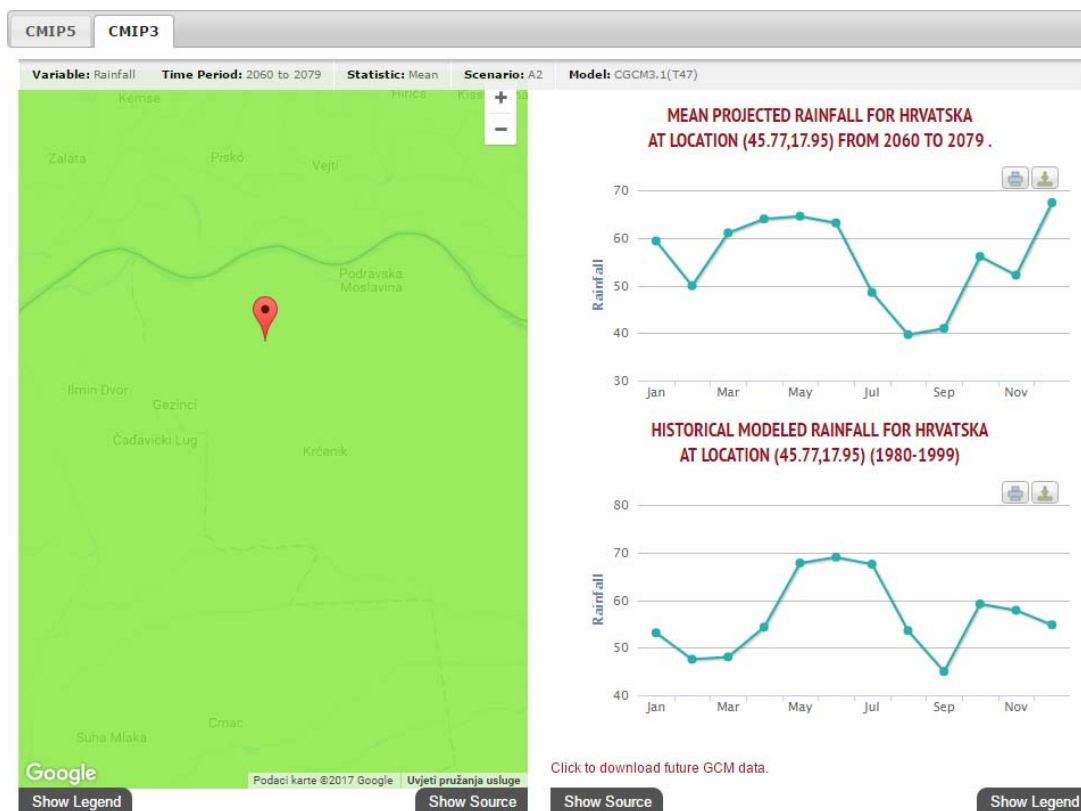 CMIP5 CMIP3
Variable: Rainfall Time Period: 2060 to 2079 Statistic: Mean Scenario: A2 Model: CGCM3.1(T47)
Kemse
Hirics
+
−
Zaláta
Piskó
Vejti
Podravska
Moslavina
Ilmin Dvor
Gezinci
Čađavički Lug
Krčenik
Crnac
Suha Mlaka
Google
Podaci karte ©2017 Google Uvjeti pružanja usluge
Show Legend Show Source
MEAN PROJECTED RAINFALL FOR HRVATSKA
AT LOCATION (45.77,17.95) FROM 2060 TO 2079 .
70
60
50
40
30
Rainfall
Jan Mar May Jul Sep Nov
HISTORICAL MODELED RAINFALL FOR HRVATSKA
AT LOCATION (45.77,17.95) (1980-1999)
80
70
60
50
40
Rainfall
Jan Mar May Jul Sep Nov
Click to download future GCM data.
Show Source Show Legend